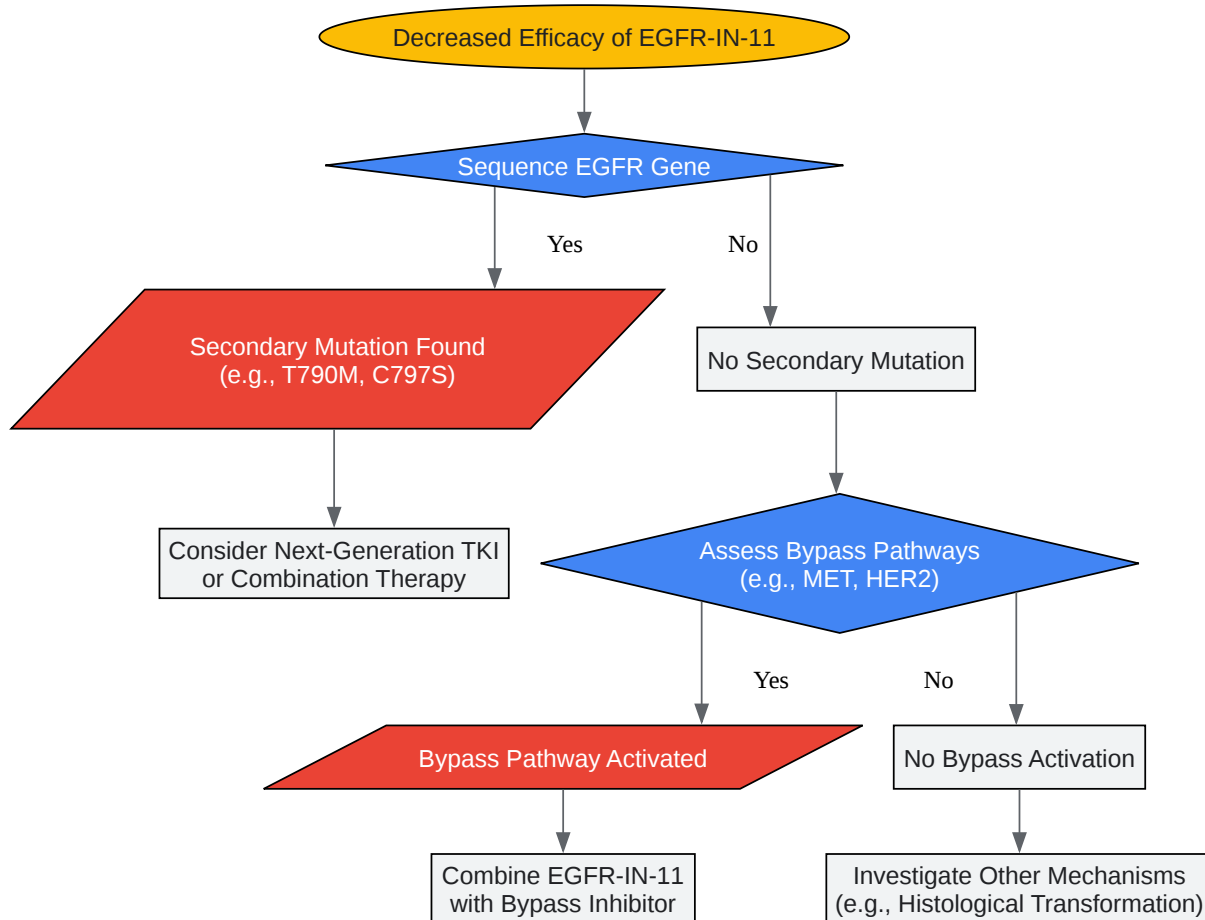 Decreased Efficacy of EGFR-IN-11
Sequence EGFR Gene
Yes
No
Secondary Mutation Found
(e.g., T790M, C797S)
No Secondary Mutation
Consider Next-Generation TKI
or Combination Therapy
Assess Bypass Pathways
(e.g., MET, HER2)
Yes
No
Bypass Pathway Activated
No Bypass Activation
Combine EGFR-IN-11
with Bypass Inhibitor
Investigate Other Mechanisms
(e.g., Histological Transformation)